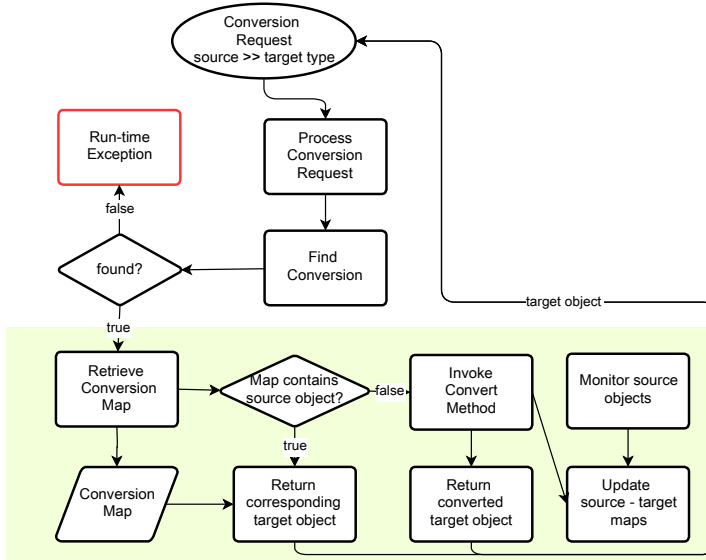 Conversion
Request
source >> target type
Run-time
Exception
Process
Conversion
Request
false
found?
Find
Conversion
target object
true
Retrieve
Conversion
Map
Map contains
source object?
false
Invoke
Convert
Method
Monitor source
objects
true
Conversion
Map
Return
corresponding
target object
Return
converted
target object
Update
source - target
maps